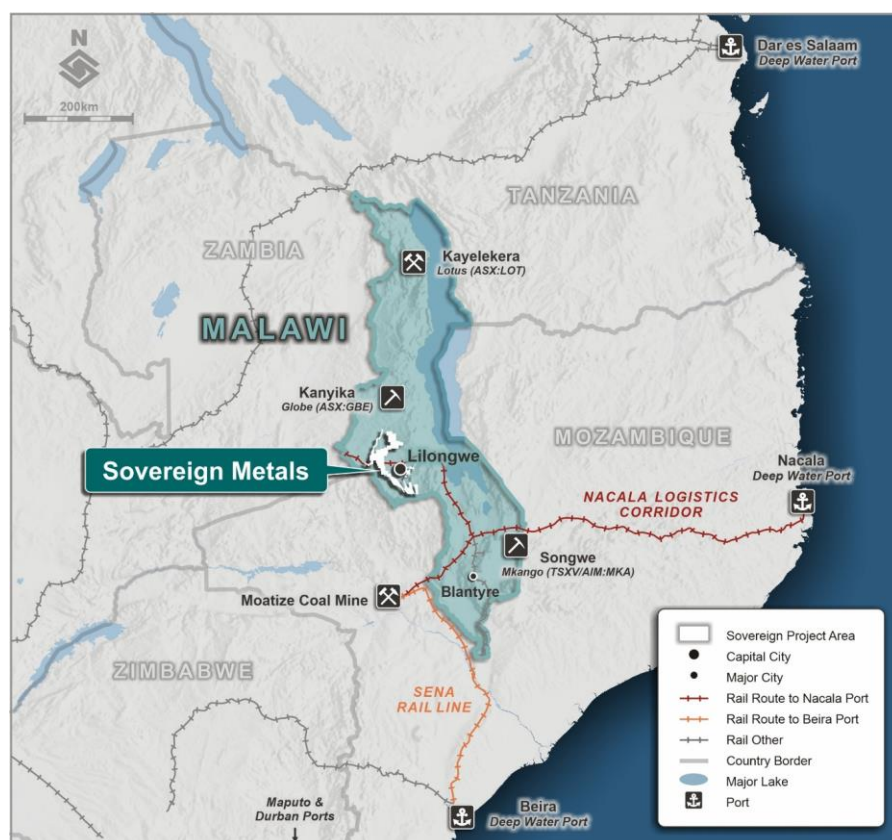 N
200km
Dar es Salaam
Deep Water Port
TANZANIA
ZAMBIA
Kayelekera
Lotus (ASX:LOT)
MALAWI
Kanyika
Globe (ASX:GBE)
MOZAMBIQUE
Lilongwe
Sovereign Metals
Nacala
Deep Water Port
NACALA LOGISTICS
CORRIDOR
Songwe
Mkango (TSXV/AIM:MKA)
Blantyre
Moatize Coal Mine
ZIMBABWE
SENA
RAIL LINE
Beira
Deep Water Port
Maputo &
Durban Ports
Sovereign Project Area
Capital City
Major City
Rail Route to Nacala Port
Rail Route to Beira Port
Rail Other
Country Border
Major Lake
Port